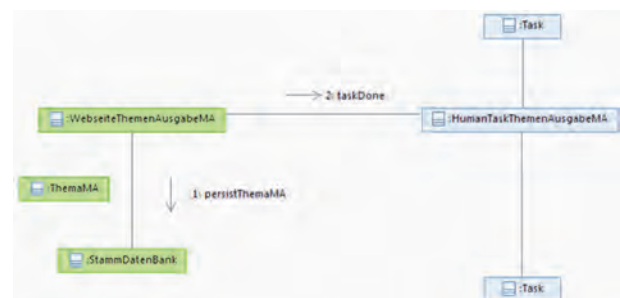 :Task
2: taskDone
:WebseiteThemenAusgabeMA
:HumanTaskThemenAusgabeMA
:ThemaMA
1: persistThemaMA
:StammDatenBank
:Task